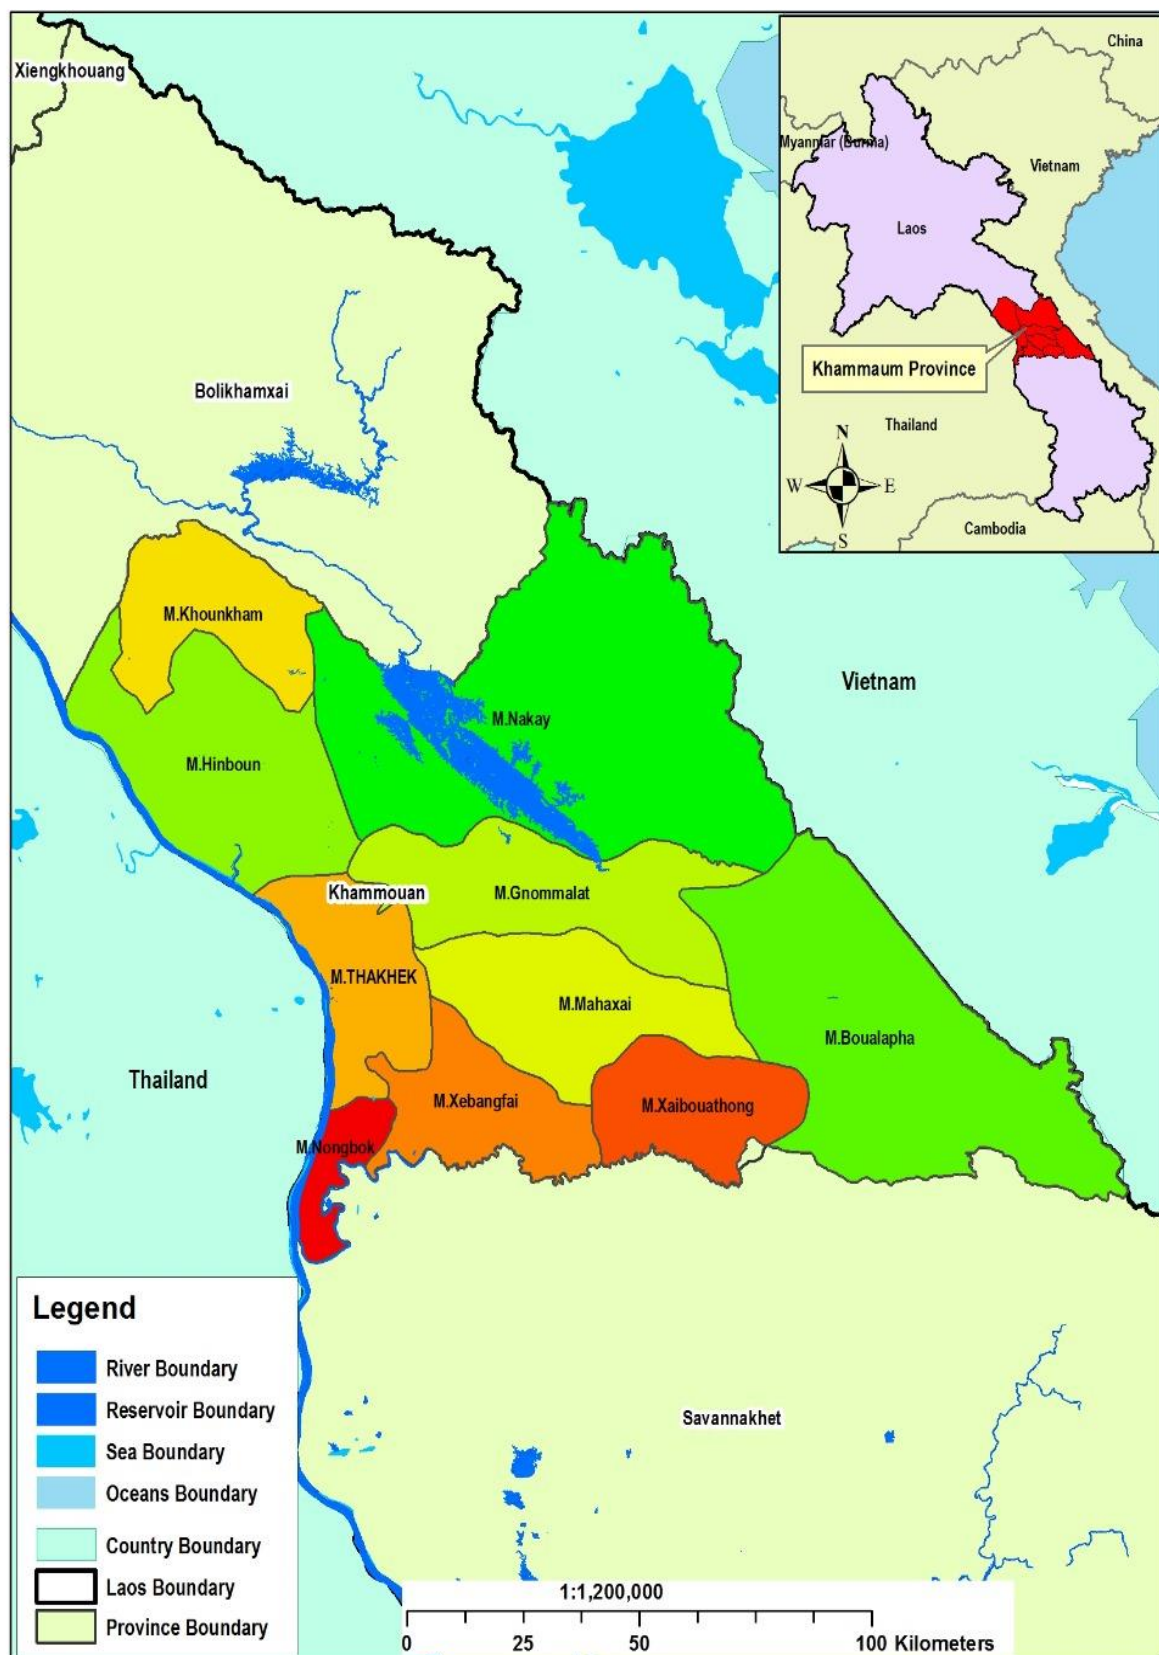 Xiengkhouang
China
Myanmar (Burma)
Vietnam
Laos
Khammaum Province
Thailand
N
W
E
S
Cambodia
Bolikhamxai
M.Khounkham
Vietnam
M.Nakay
M.Hinboun
Khammouan
M.Gnommalat
M.THAKHEK
M.Mahaxai
M.Boualapha
Thailand
M.Xebangfai
M.Xaibouathong
M.Nongbok
Savannakhet
Legend
River Boundary
Reservoir Boundary
Sea Boundary
Oceans Boundary
Country Boundary
Laos Boundary
Province Boundary
1:1,200,000
0 25 50 100 Kilometers